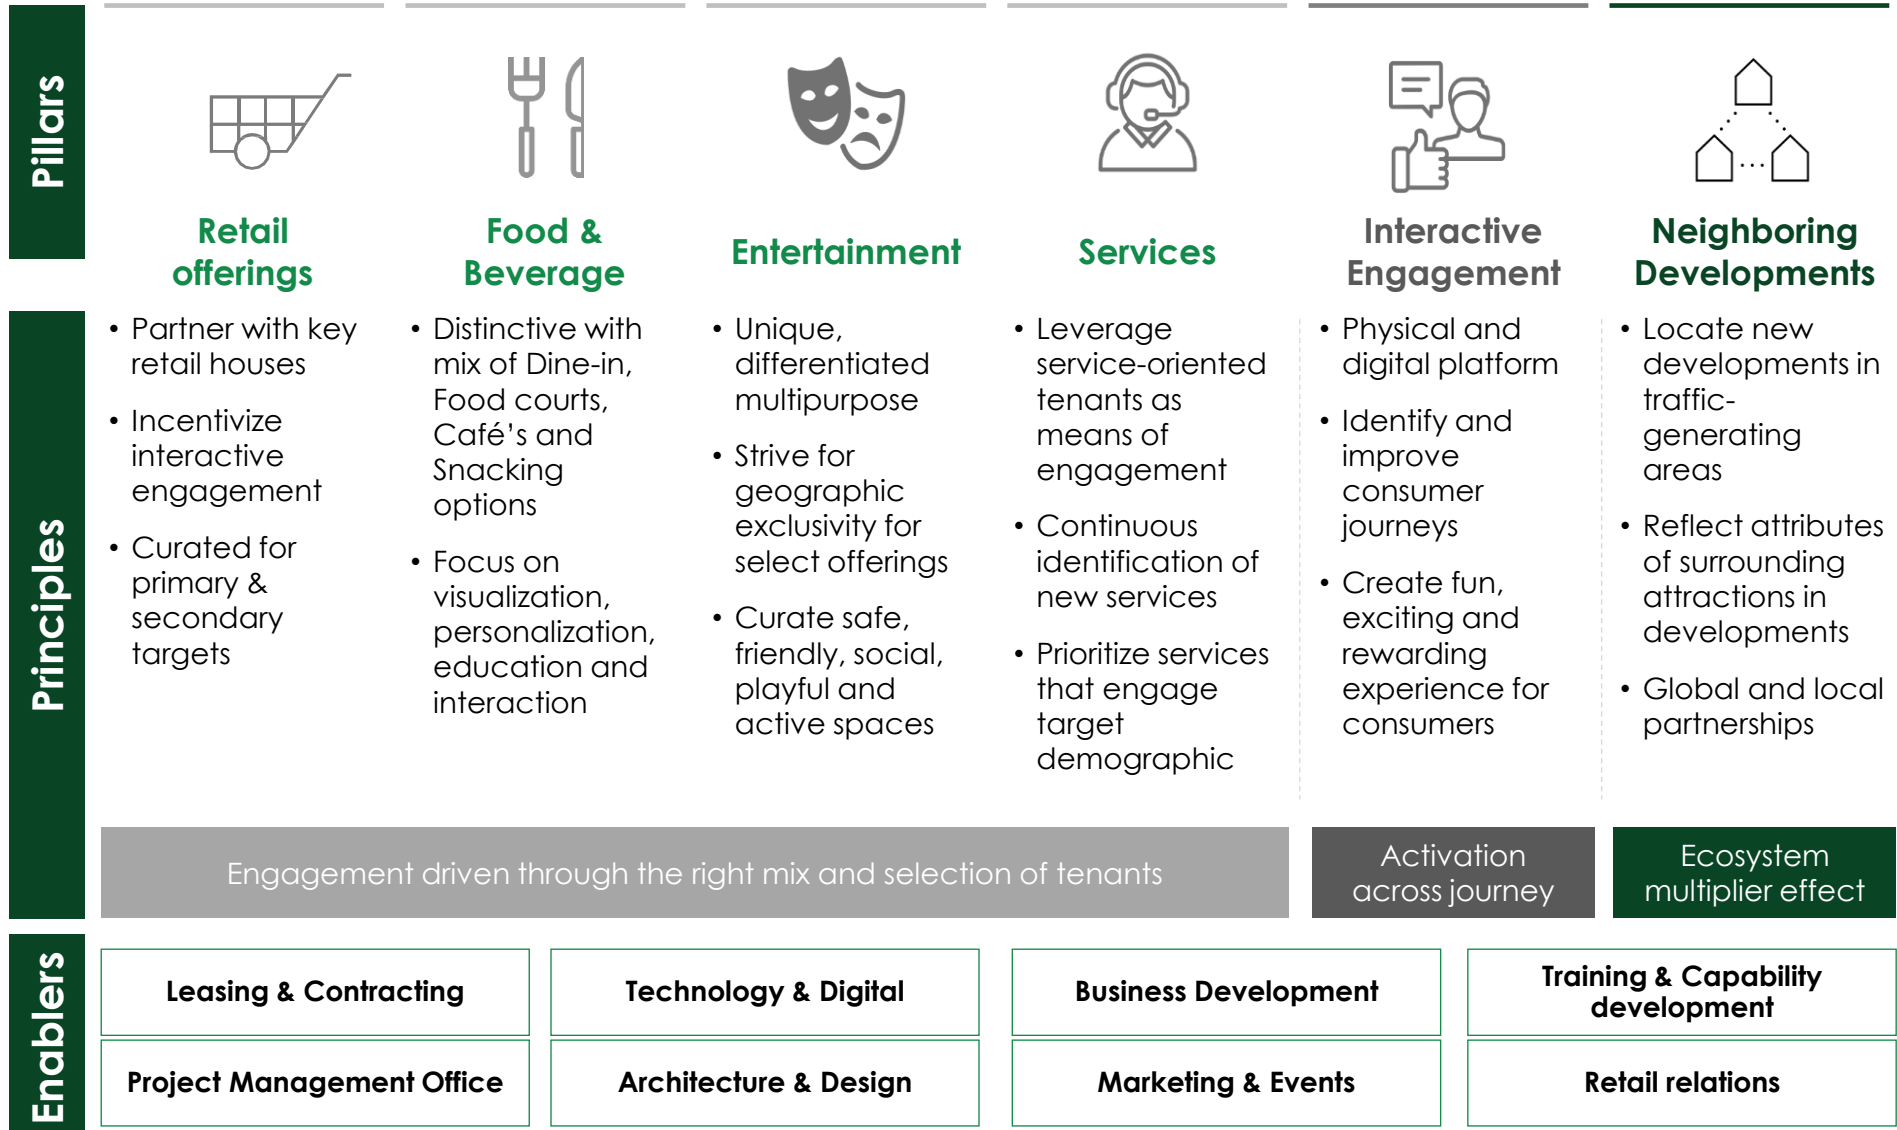 Pillars
Retail
offerings
Food &
Beverage
Entertainment
Services
Interactive
Engagement
Neighboring
Developments
Principles
• Partner with key
retail houses
• Incentivize
interactive
engagement
• Curated for
primary &
secondary
targets
• Distinctive with
mix of Dine-in,
Food courts,
Café’s and
Snacking
options
• Focus on
visualization,
personalization,
education and
interaction
• Unique,
differentiated
multipurpose
• Strive for
geographic
exclusivity for
select offerings
• Curate safe,
friendly, social,
playful and
active spaces
• Leverage
service-oriented
tenants as
means of
engagement
• Continuous
identification of
new services
• Prioritize services
that engage
target
demographic
• Physical and
digital platform
• Identify and
improve
consumer
journeys
• Create fun,
exciting and
rewarding
experience for
consumers
• Locate new
developments in
traffic-
generating
areas
• Reflect attributes
of surrounding
attractions in
developments
• Global and local
partnerships
Engagement driven through the right mix and selection of tenants
Activation
across journey
Ecosystem
multiplier effect
Enablers
Leasing & Contracting
Technology & Digital
Business Development
Training & Capability
development
Project Management Office
Architecture & Design
Marketing & Events
Retail relations